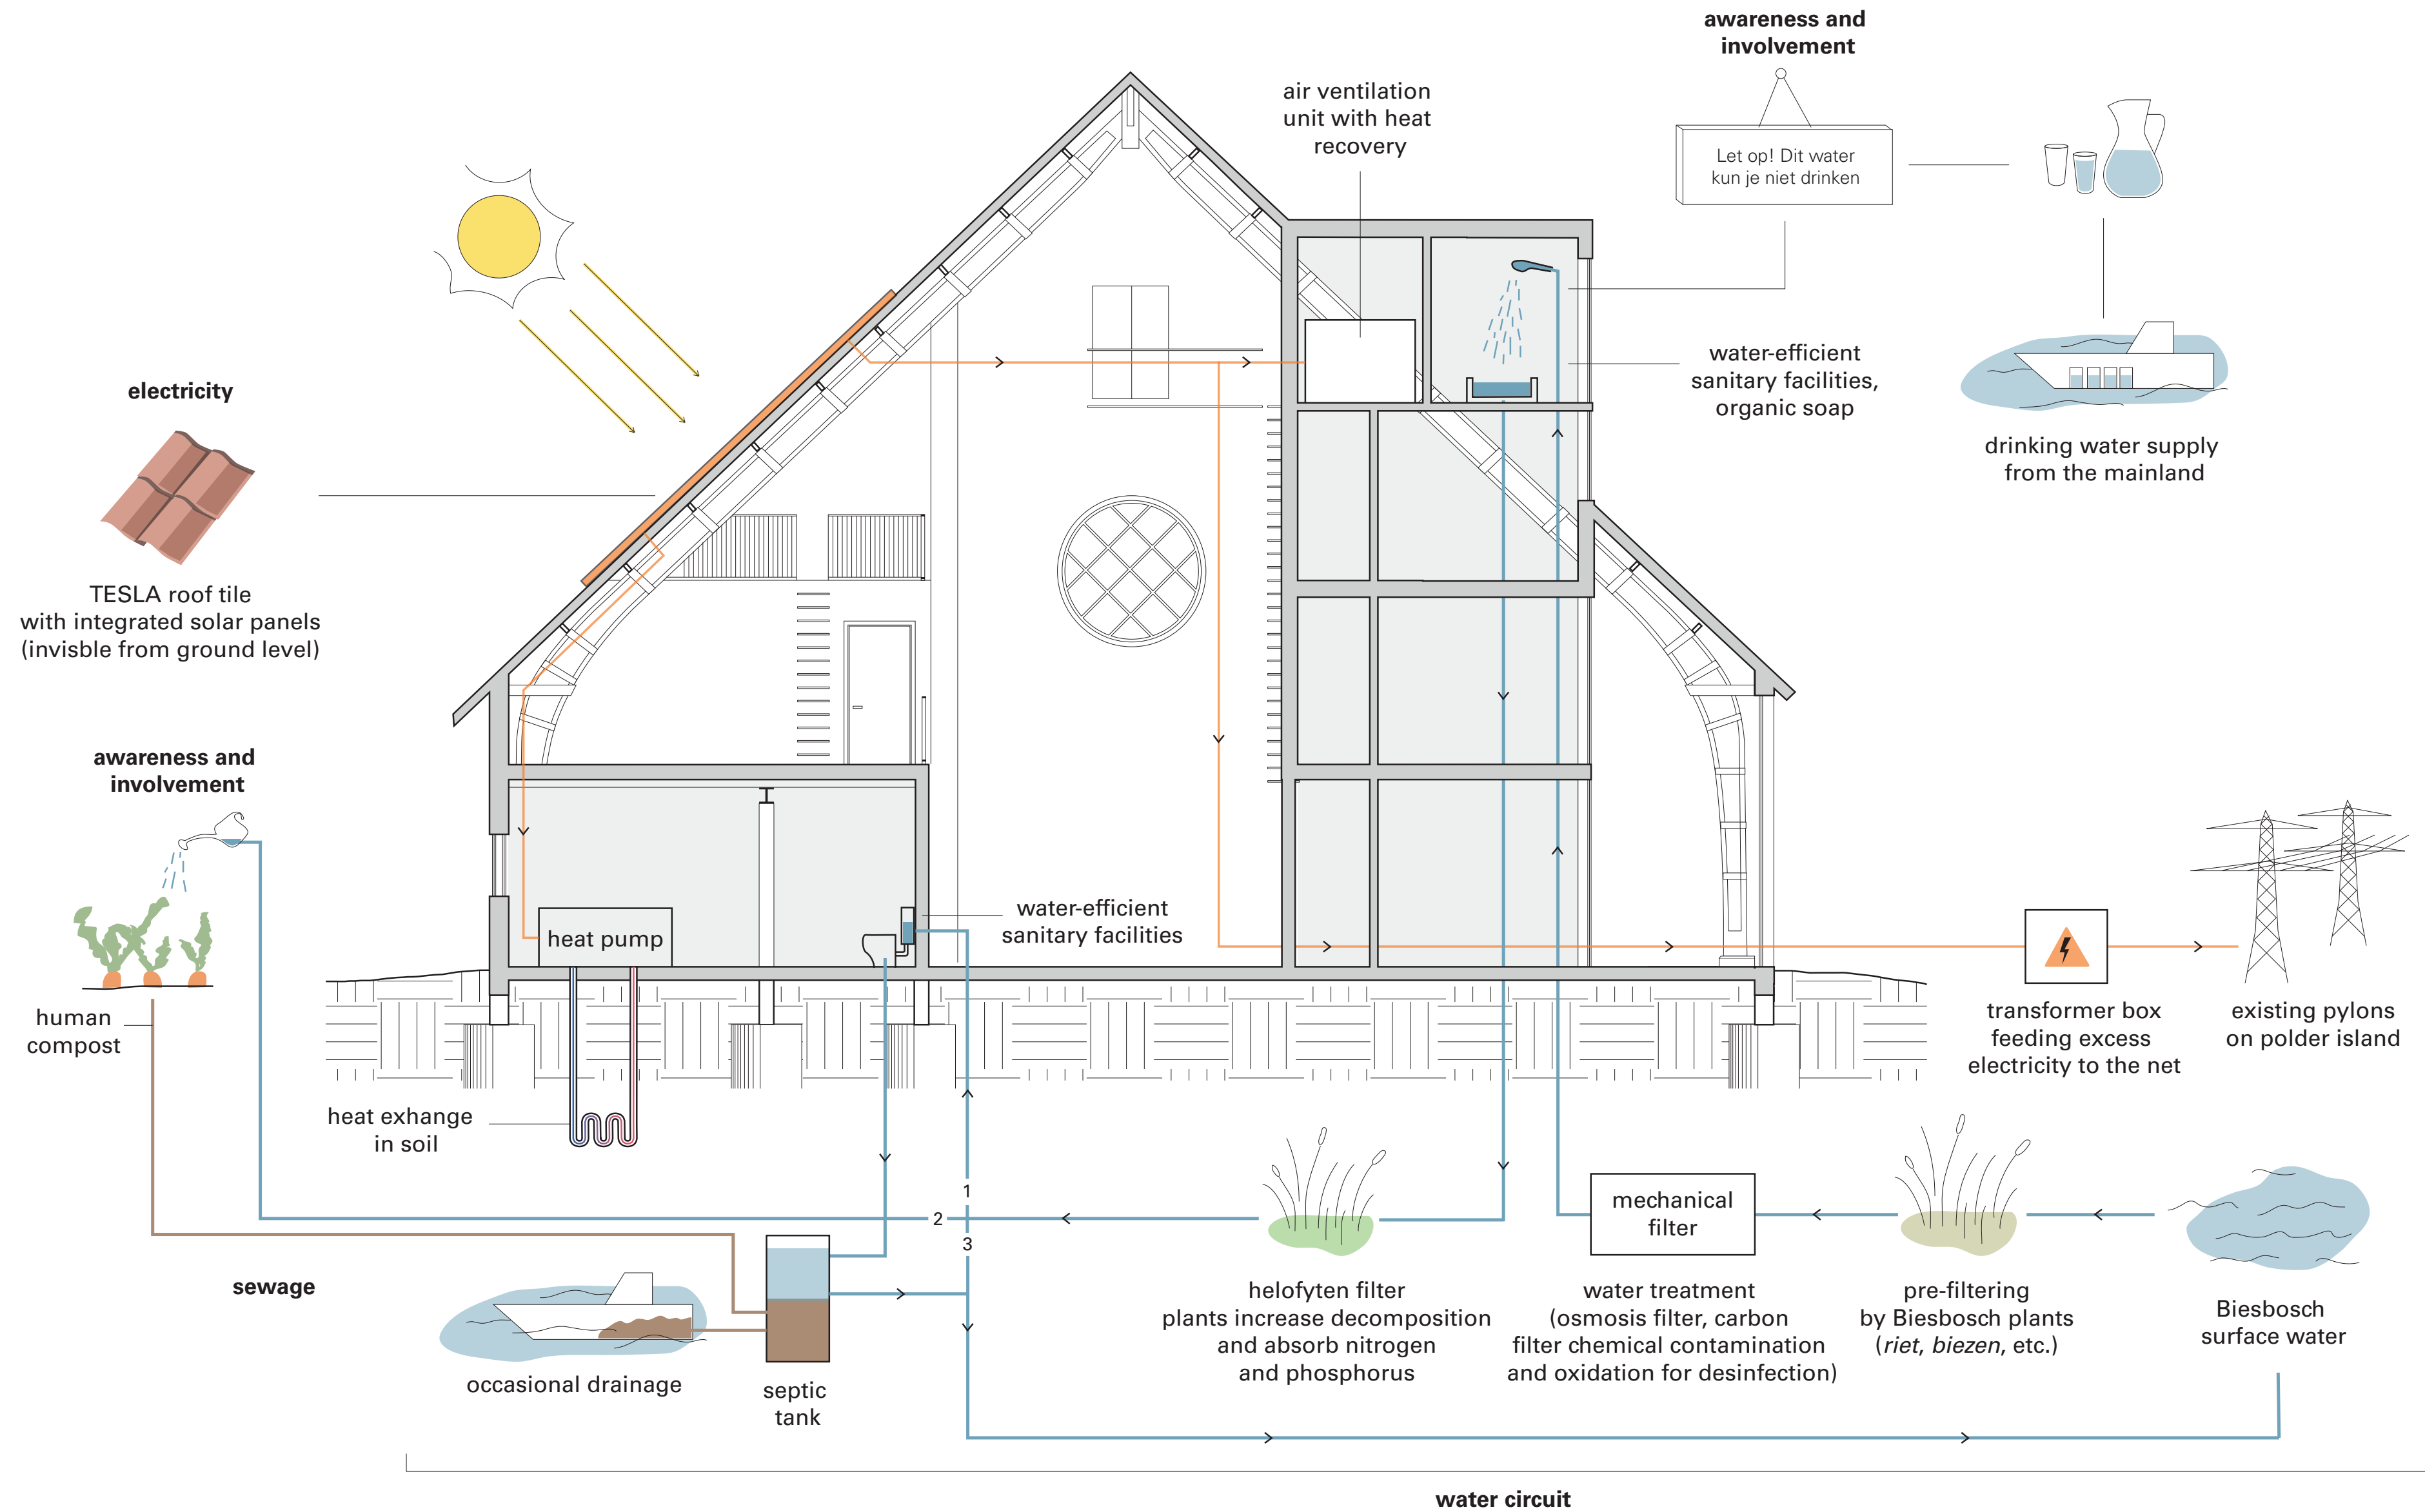 awareness and
involvement
air ventilation
unit with heat
recovery
Let op! Dit water
kun je niet drinken
water-efficient
sanitary facilities,
organic soap
drinking water supply
from the mainland
electricity
TESLA roof tile
with integrated solar panels
(invisble from ground level)
awareness and
involvement
human
compost
heat pump
water-efficient
sanitary facilities
transformer box
feeding excess
electricity to the net
existing pylons
on polder island
heat exhange
in soil
1
2
3
mechanical
filter
sewage
occasional drainage
septic
tank
helofyten filter
plants increase decomposition
and absorb nitrogen
and phosphorus
water treatment
(osmosis filter, carbon
filter chemical contamination
and oxidation for desinfection)
pre-filtering
by Biesbosch plants
(riet, biezen, etc.)
Biesbosch
surface water
water circuit